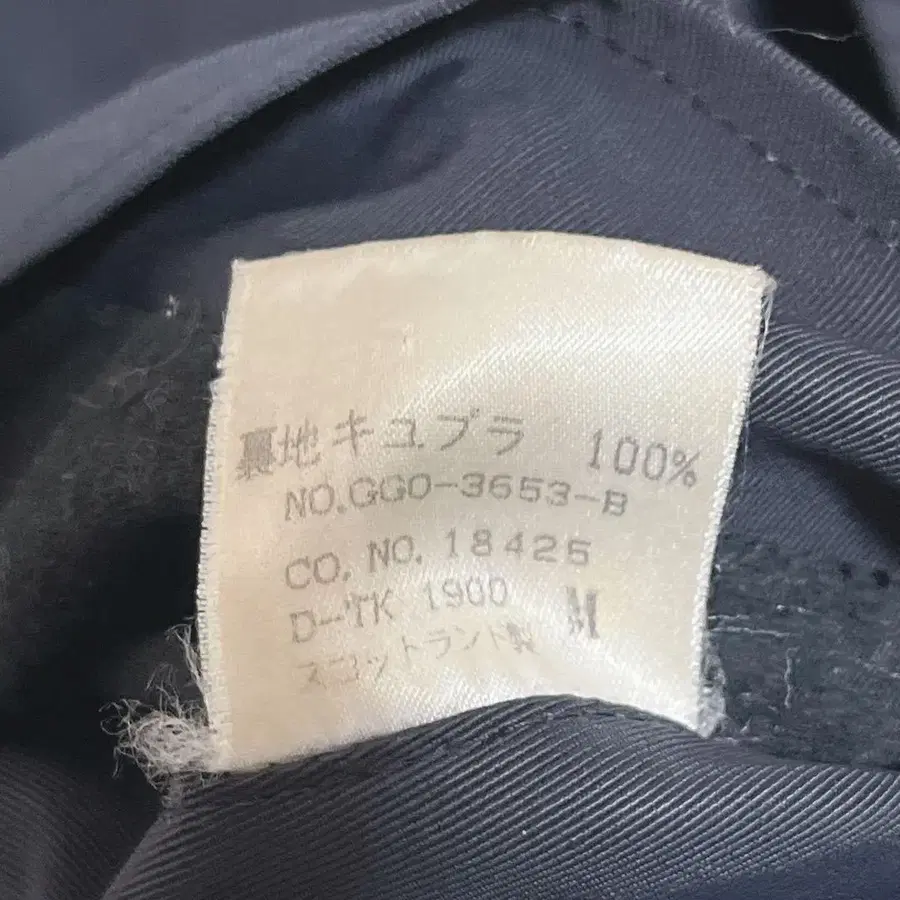 裏地キュプラ 100%
NO.GGO-3653-B
CO. NO. 18425
D-TK 1900 M
スコットランド製